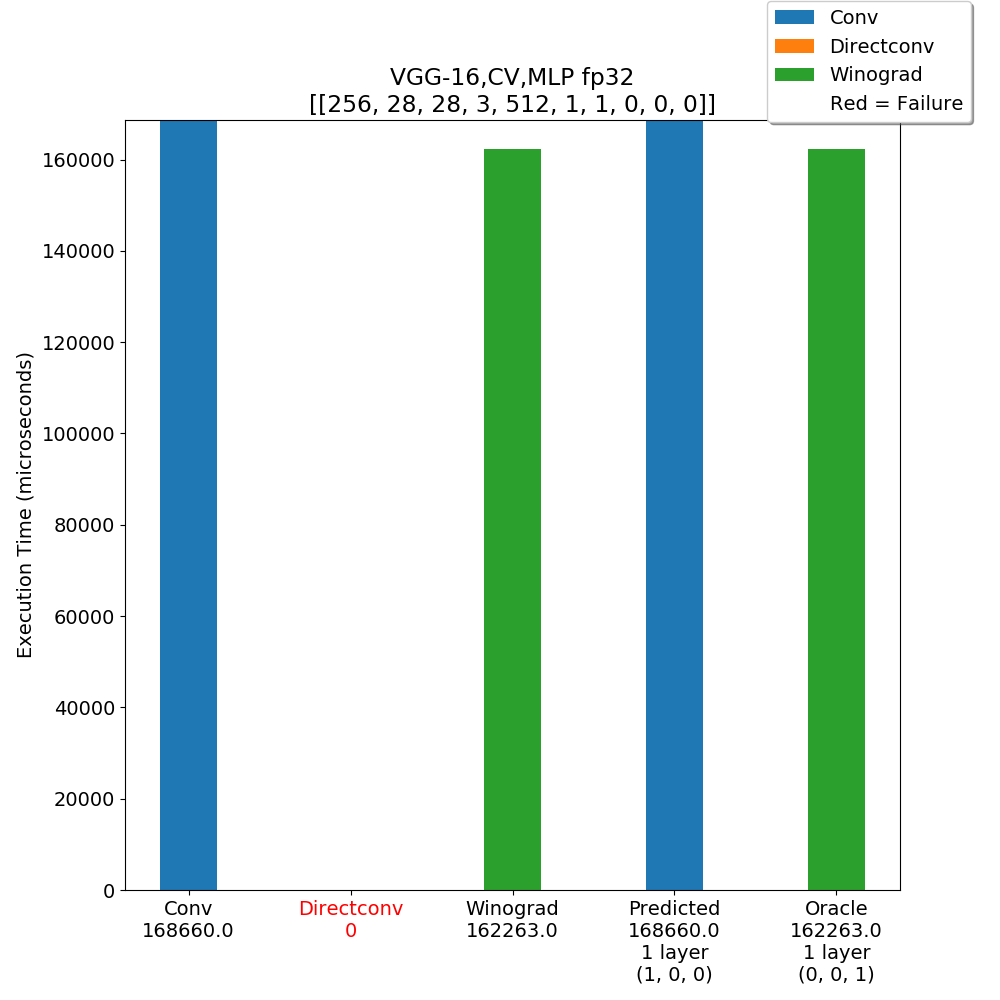 Conv
Directconv
Winograd
Red = Failure
VGG-16,CV,MLP fp32
[[256, 28, 28, 3, 512, 1, 1, 0, 0, 0]]
Execution Time (microseconds)
160000
140000
120000
100000
80000
60000
40000
20000
0
Conv
168660.0
Directconv
0
Winograd
162263.0
Predicted
168660.0
1 layer
(1, 0, 0)
Oracle
162263.0
1 layer
(0, 0, 1)